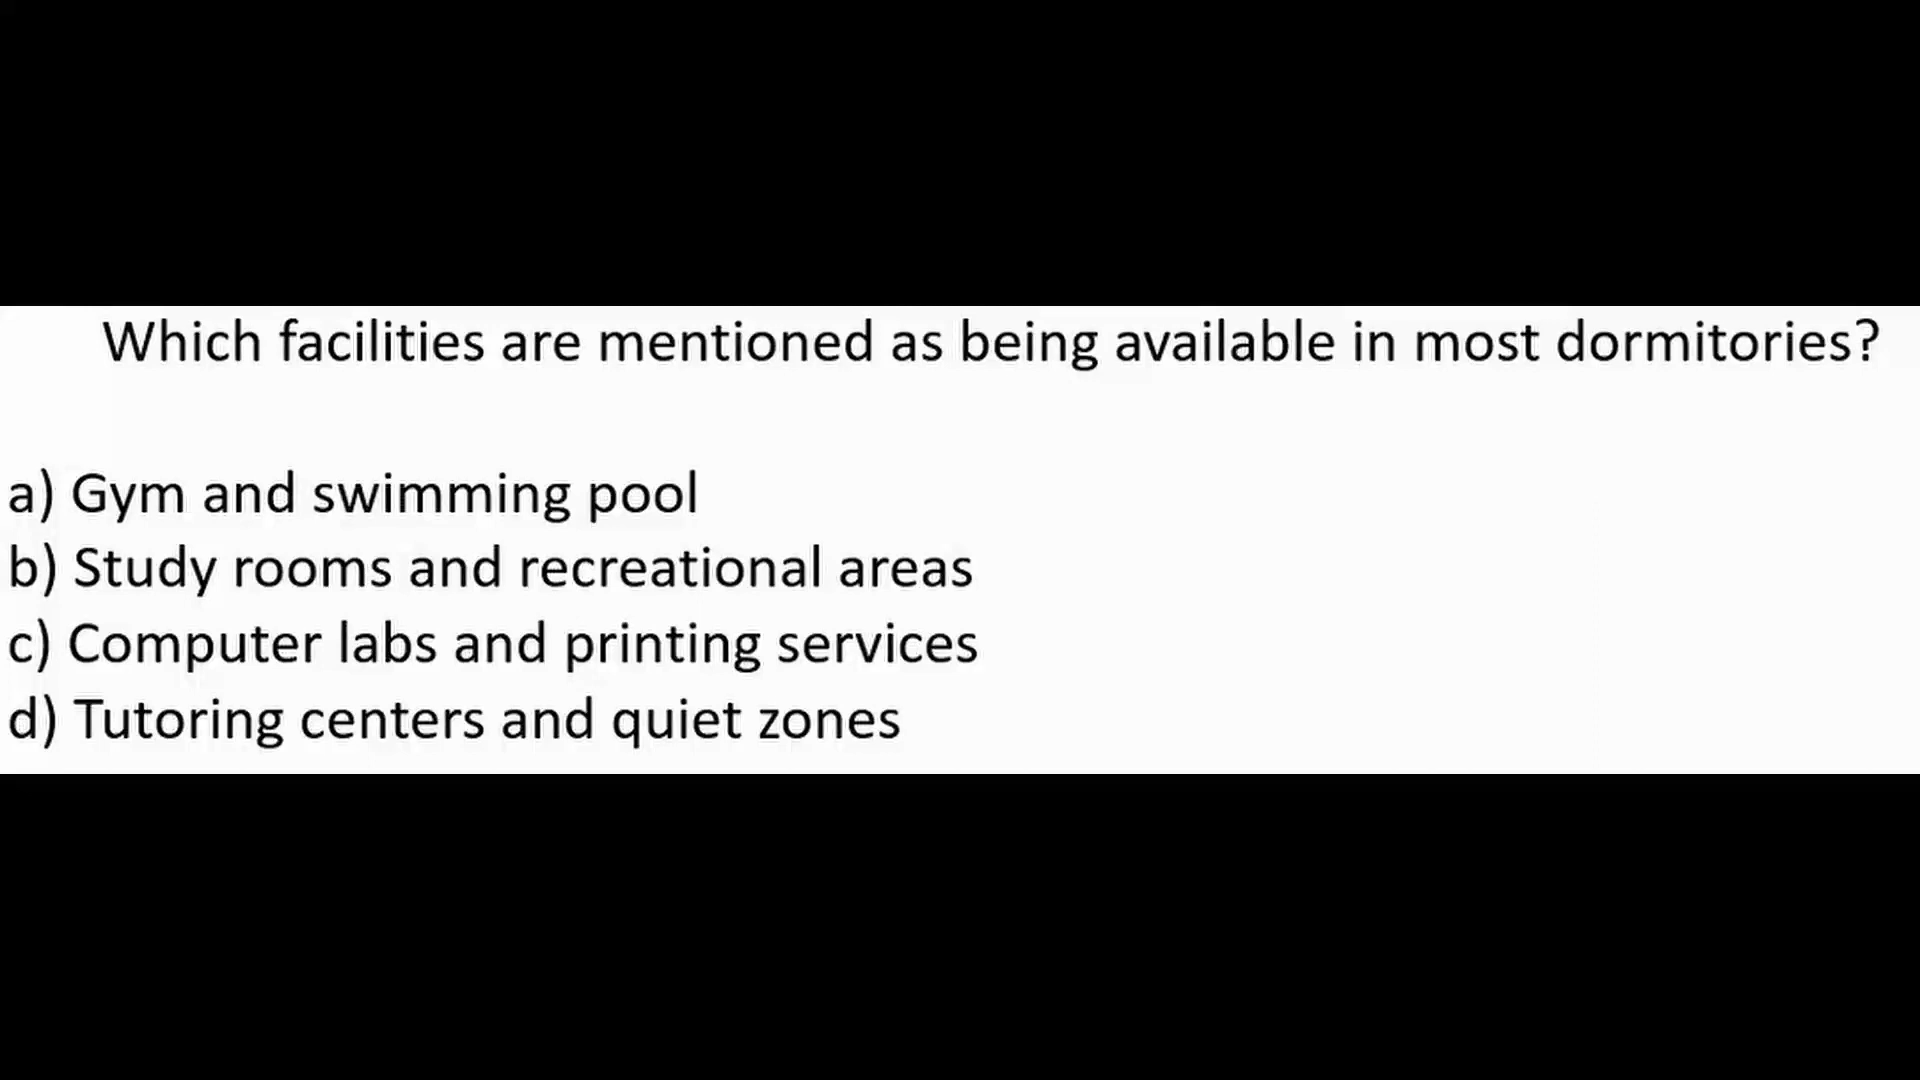 Which facilities are mentioned as being available in most dormitories?
a) Gym and swimming pool
b) Study rooms and recreational areas
c) Computer labs and printing services
d) Tutoring centers and quiet zones